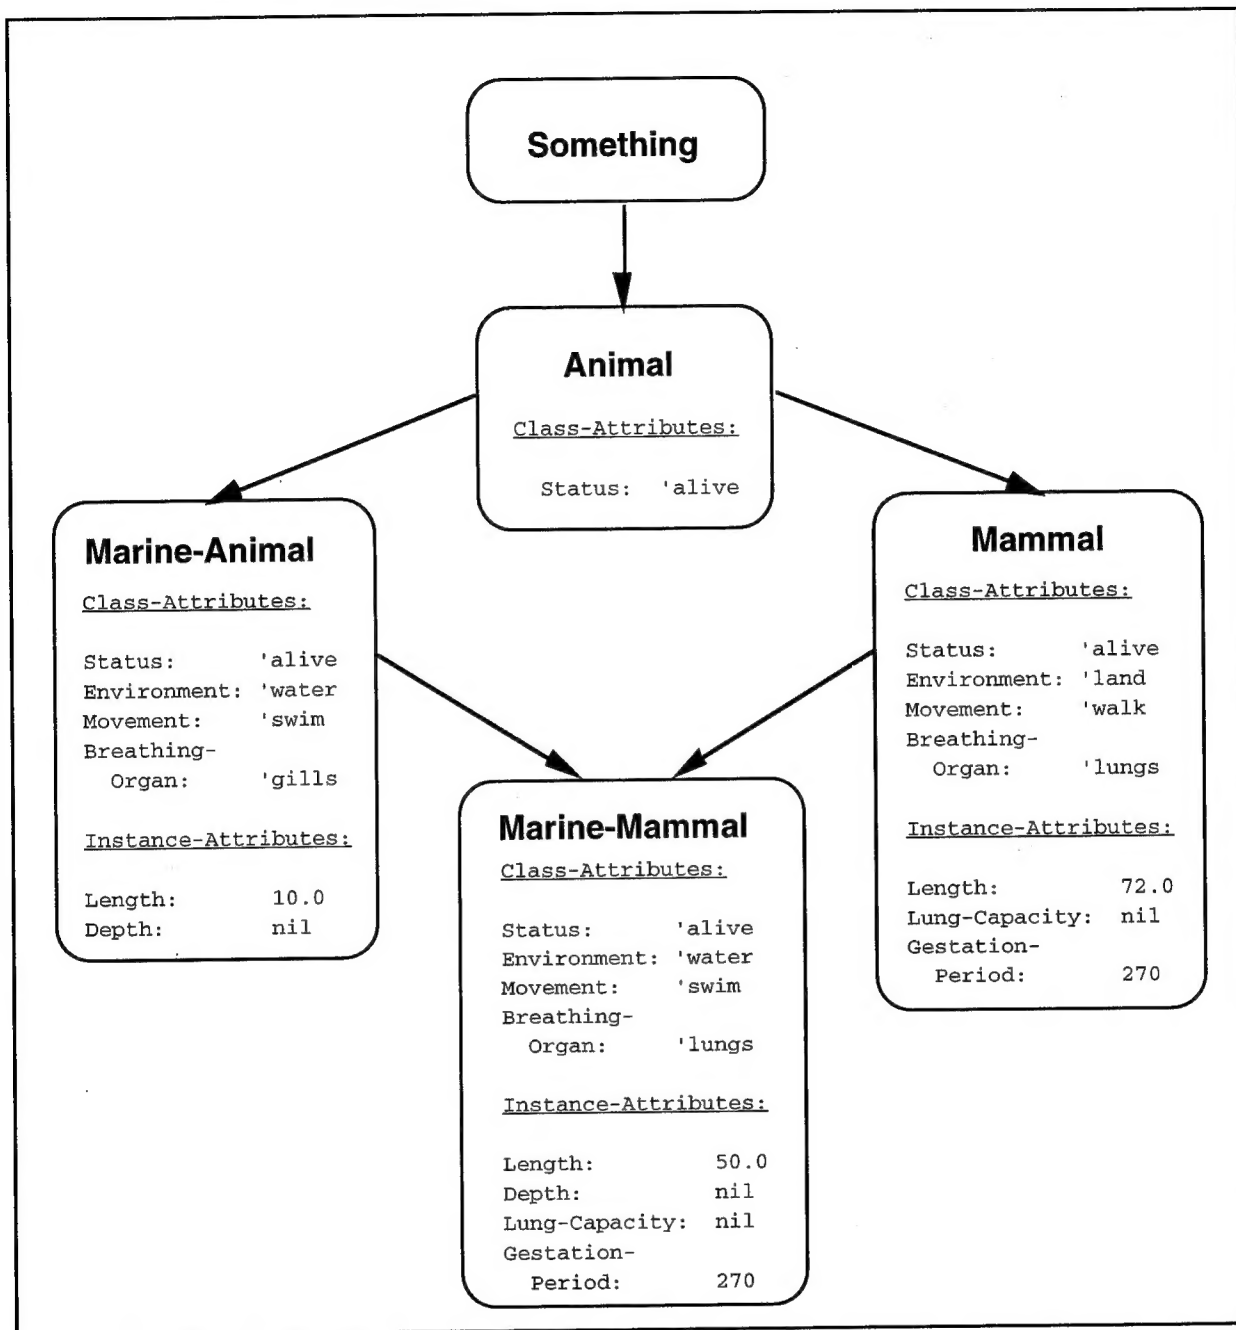 Something
Animal
Class-Attributes:
Status: 'alive
Marine-Animal
Class-Attributes:
Status: 'alive
Environment: 'water
Movement: 'swim
Breathing-
Organ: 'gills
Instance-Attributes:
Length: 10.0
Depth: nil
Mammal
Class-Attributes:
Status: 'alive
Environment: 'land
Movement: 'walk
Breathing-
Organ: 'lungs
Instance-Attributes:
Length: 72.0
Lung-Capacity: nil
Gestation-
Period: 270
Marine-Mammal
Class-Attributes:
Status: 'alive
Environment: 'water
Movement: 'swim
Breathing-
Organ: 'lungs
Instance-Attributes:
Length: 50.0
Depth: nil
Lung-Capacity: nil
Gestation-
Period: 270